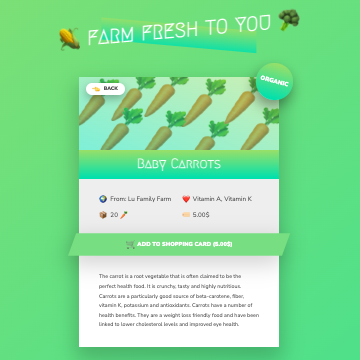 FARM FRESH TO YOU
ORGANIC
BACK
Baby Carrots
From: Lu Family Farm
Vitamin A, Vitamin K
20
5.00$
ADD TO SHOPPING CARD (5.00$)
The carrot is a root vegetable that is often claimed to be the
perfect health food. It is crunchy, tasty and highly nutritious.
Carrots are a particularly good source of beta-carotene, fiber,
vitamin K, potassium and antioxidants. Carrots have a number of
health benefits. They are a weight loss friendly food and have been
linked to lower cholesterol levels and improved eye health.